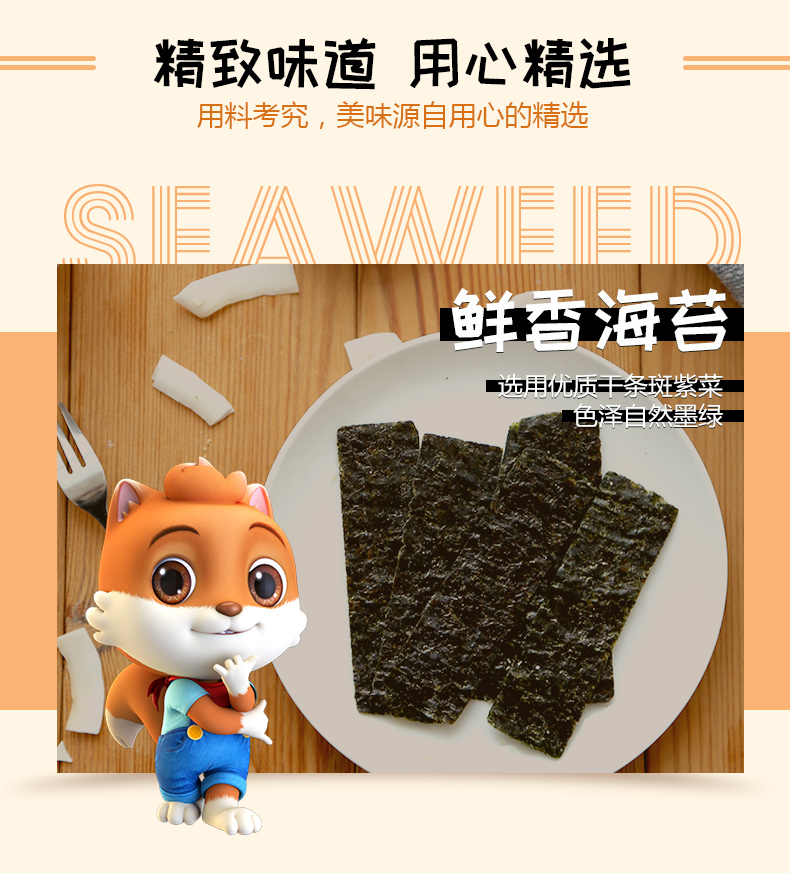 精致味道 用心精选
用料考究，美味源自用心的精选
SEAWEED
鲜香海苔
选用优质干条斑紫菜
色泽自然墨绿